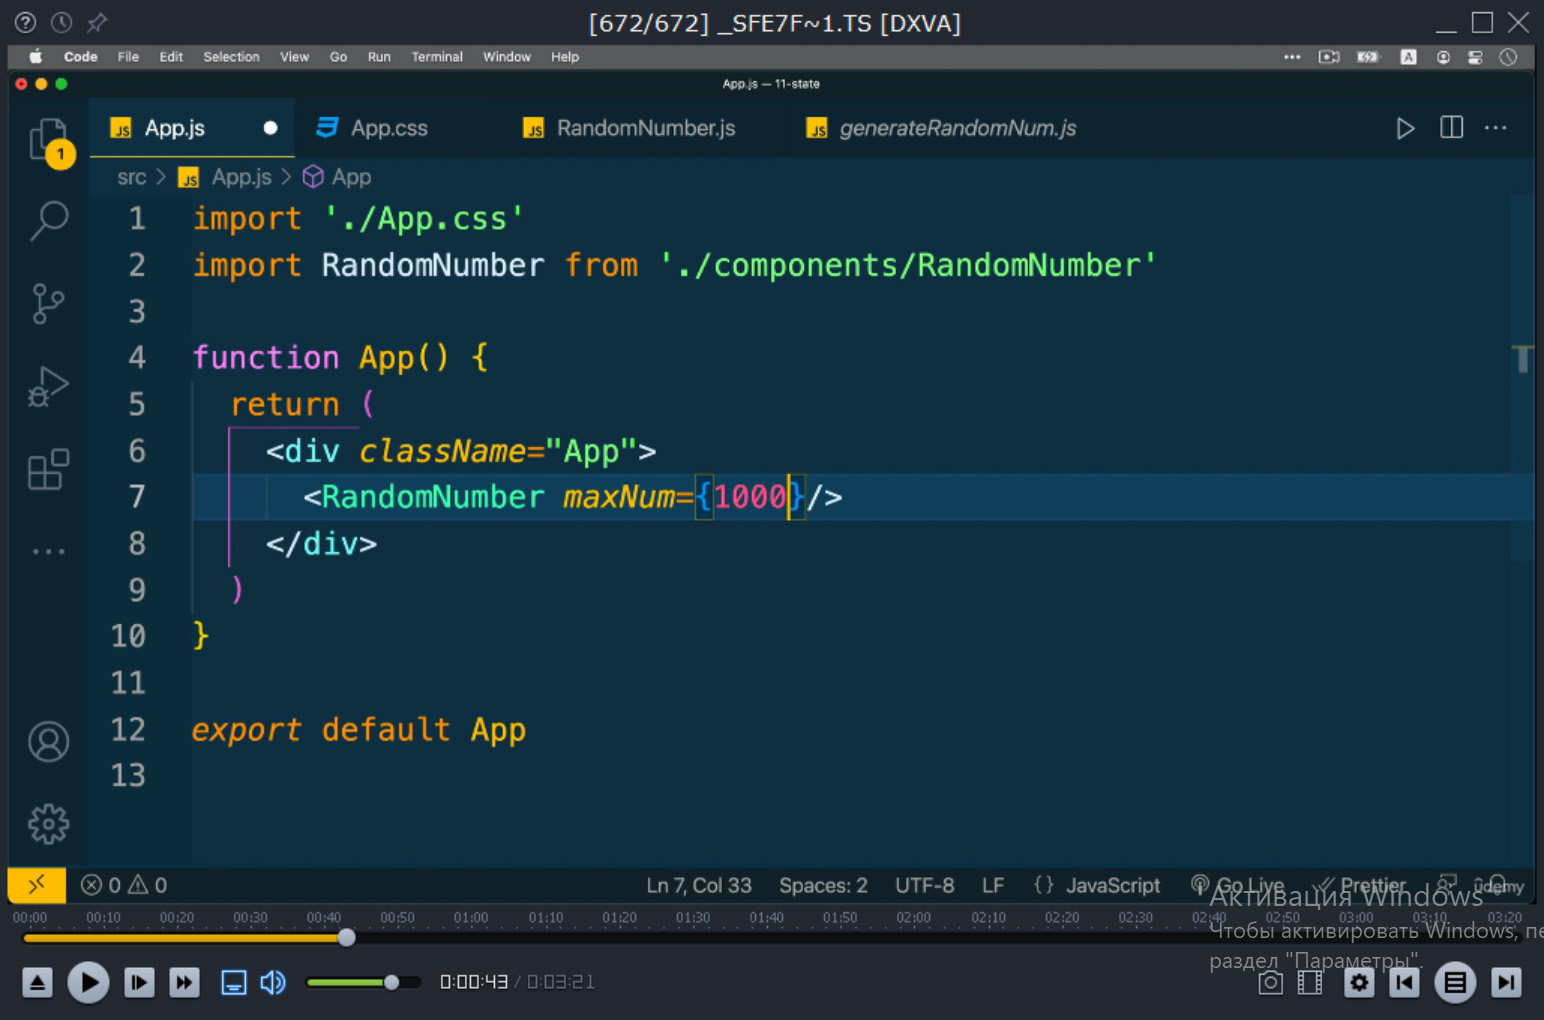 [672/672] _SFE7F~1.TS [DXVA]
Code File Edit Selection View Go Run Terminal Window Help
A
App.js — 11-state
JS App.js App.css JS RandomNumber.js JS generateRandomNum.js
1
src > JS App.js > App
1 import './App.css'
2 import RandomNumber from './components/RandomNumber'
3
4 function App() {
5 return (
6 <div className="App">
7 <RandomNumber maxNum={1000}/>
8 </div>
9 )
10 }
11
12 export default App
13
0 0 Ln 7, Col 33 Spaces: 2 UTF-8 LF {} JavaScript Go Live Prettier
ûdemy
Активация Windows
Чтобы активировать Windows, пе
раздел "Параметры".
00:00 00:10 00:20 00:30 00:40 00:50 01:00 01:10 01:20 01:30 01:40 01:50 02:00 02:10 02:20 02:30 02:40 02:50 03:00 03:10 03:20
0:00:43 / 0:03:21